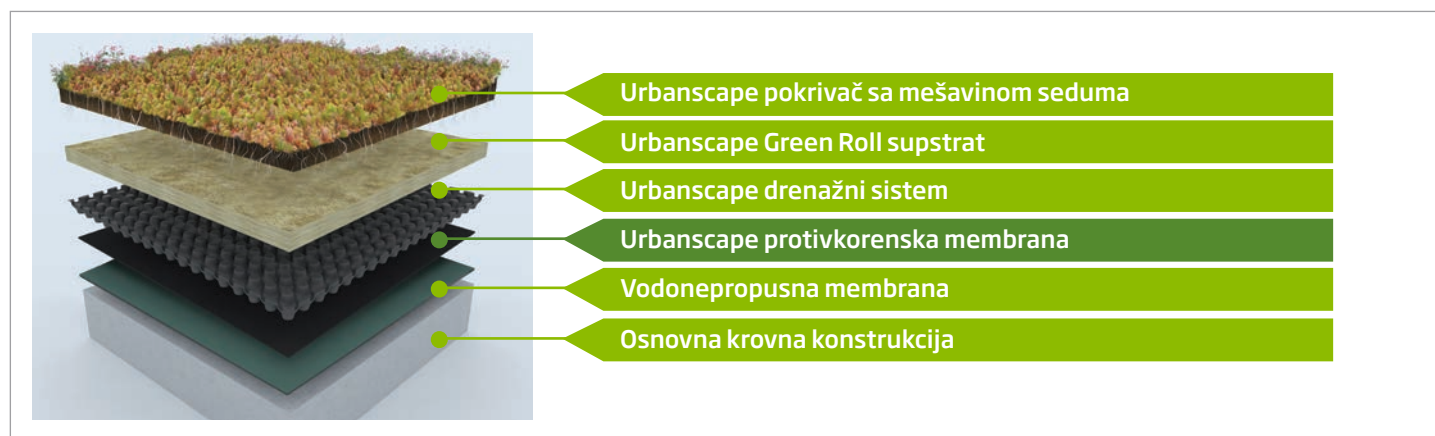 Urbanscape pokrivač sa mešavinom seduma
Urbanscape Green Roll supstrat
Urbanscape drenažni sistem
Urbanscape protivkorenska membrana
Vodonepropusna membrana
Osnovna krovna konstrukcija